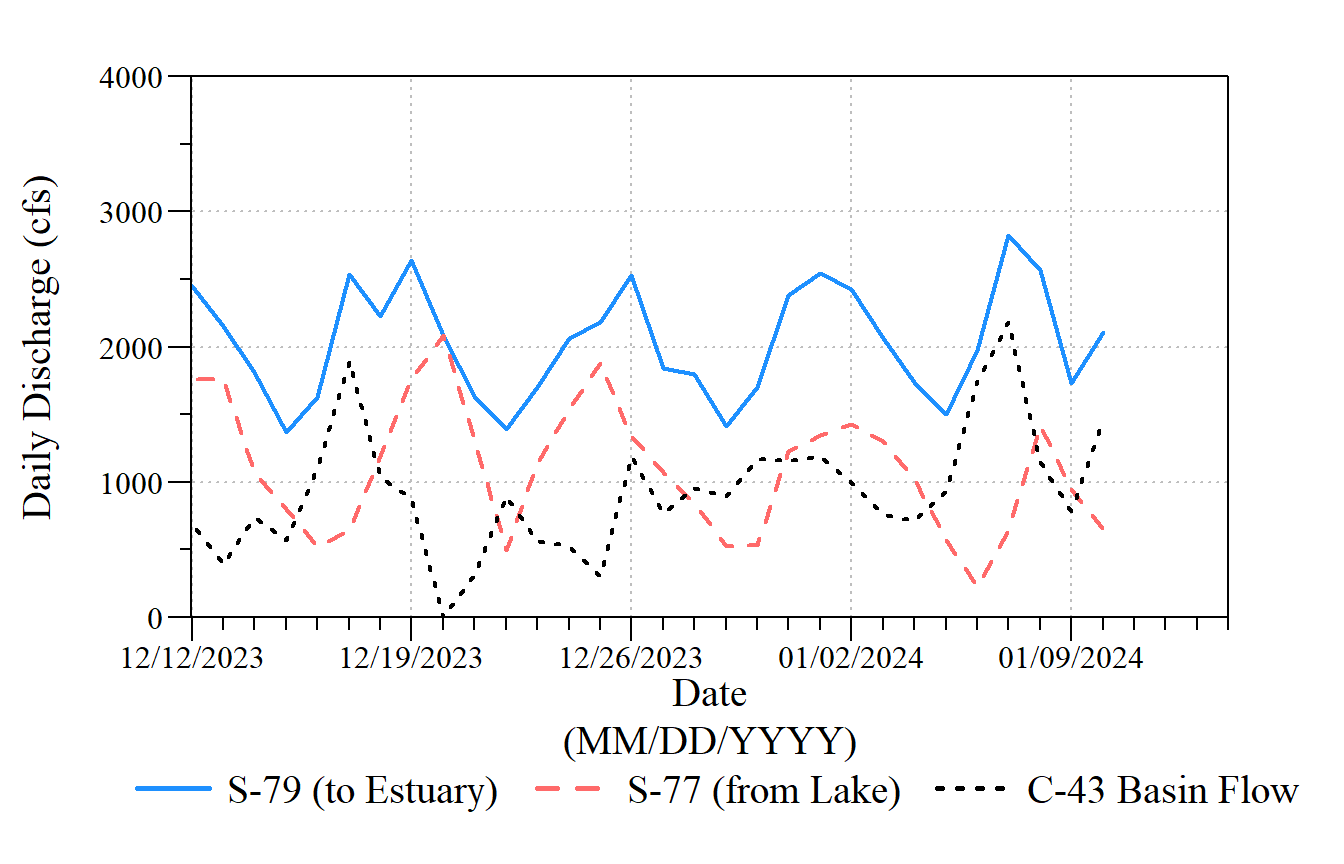 4000
3000
2000
1000
0
Daily Discharge (cfs)
12/12/2023 12/19/2023 12/26/2023 01/02/2024 01/09/2024
Date
(MM/DD/YYYY)
S-79 (to Estuary) S-77 (from Lake) C-43 Basin Flow